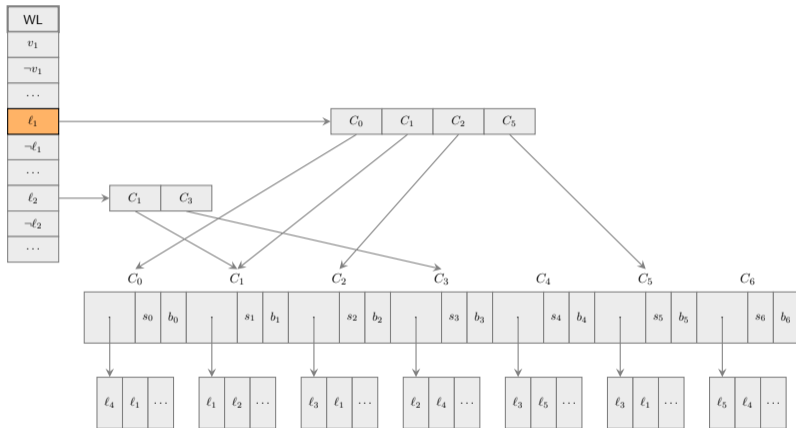 WL
v₁
¬v₁
⋯
ℓ₁ C₀ C₁ C₂ C₅
¬ℓ₁
⋯
ℓ₂ C₁ C₃
¬ℓ₂
⋯
C₀ C₁ C₂ C₃ C₄ C₅ C₆
s₀ b₀ s₁ b₁ s₂ b₂ s₃ b₃ s₄ b₄ s₅ b₅ s₆ b₆
ℓ₄ ℓ₁ ⋯ ℓ₁ ℓ₂ ⋯ ℓ₃ ℓ₁ ⋯ ℓ₂ ℓ₄ ⋯ ℓ₃ ℓ₅ ⋯ ℓ₃ ℓ₁ ⋯ ℓ₅ ℓ₄ ⋯